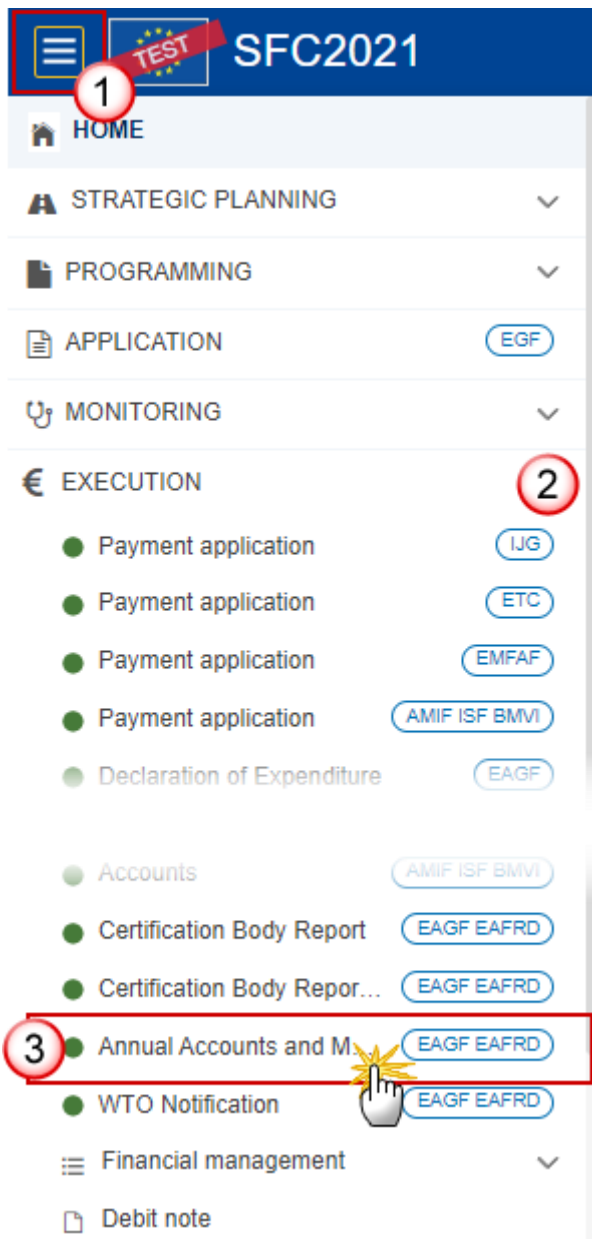 TEST SFC2021
1
HOME
STRATEGIC PLANNING
PROGRAMMING
APPLICATION EGF
MONITORING
€ EXECUTION 2
Payment application IJG
Payment application ETC
Payment application EMFAF
Payment application AMIF ISF BMVI
Declaration of Expenditure EAGF
Accounts AMIF ISF BMVI
Certification Body Report EAGF EAFRD
Certification Body Repor... EAGF EAFRD
3 Annual Accounts and M... EAGF EAFRD
WTO Notification EAGF EAFRD
Financial management
Debit note